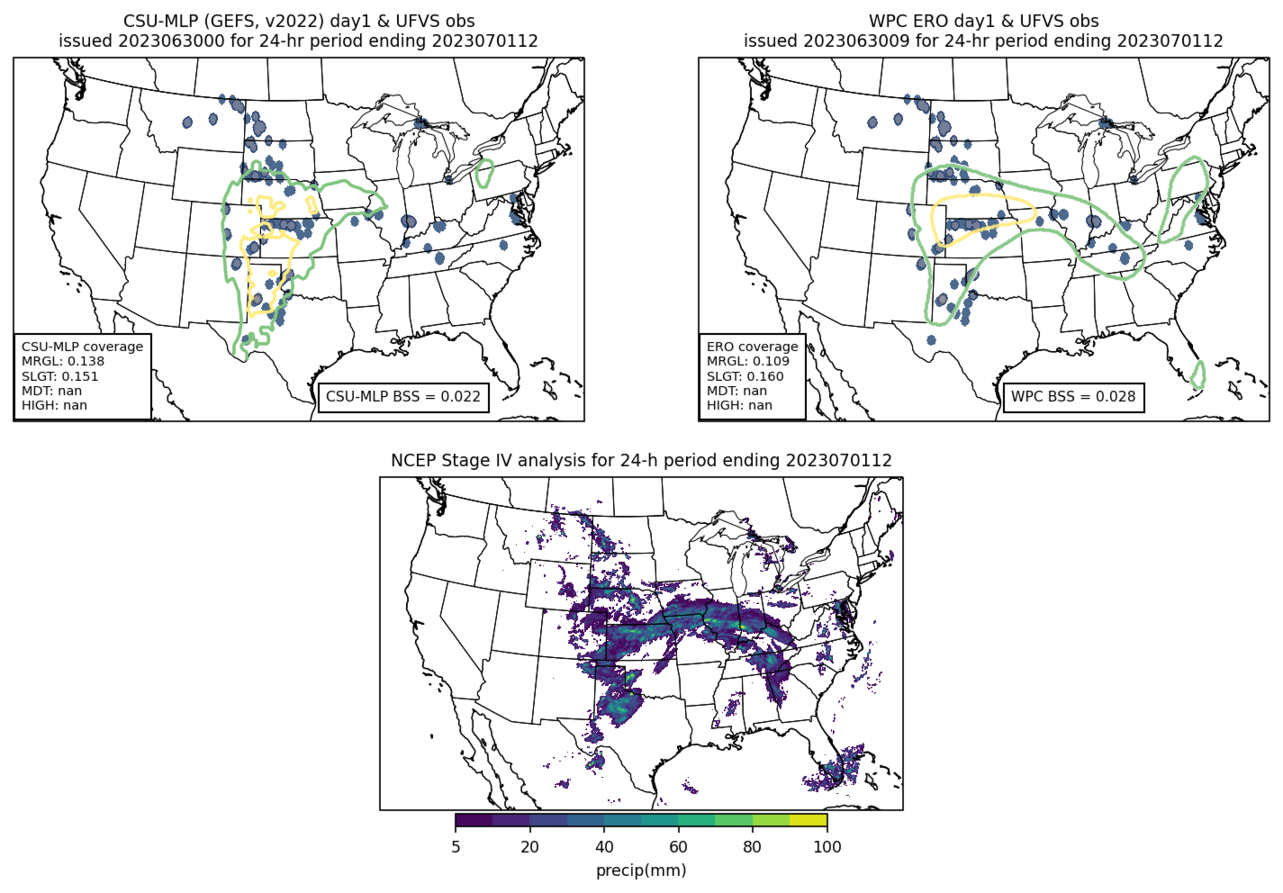 CSU-MLP (GEFS, v2022) day1 & UFVS obs
issued 2023063000 for 24-hr period ending 2023070112
CSU-MLP coverage
MRGL: 0.138
SLGT: 0.151
MDT: nan
HIGH: nan
CSU-MLP BSS = 0.022
WPC ERO day1 & UFVS obs
issued 2023063009 for 24-hr period ending 2023070112
ERO coverage
MRGL: 0.109
SLGT: 0.160
MDT: nan
HIGH: nan
WPC BSS = 0.028
NCEP Stage IV analysis for 24-h period ending 2023070112
5 20 40 60 80 100
precip(mm)